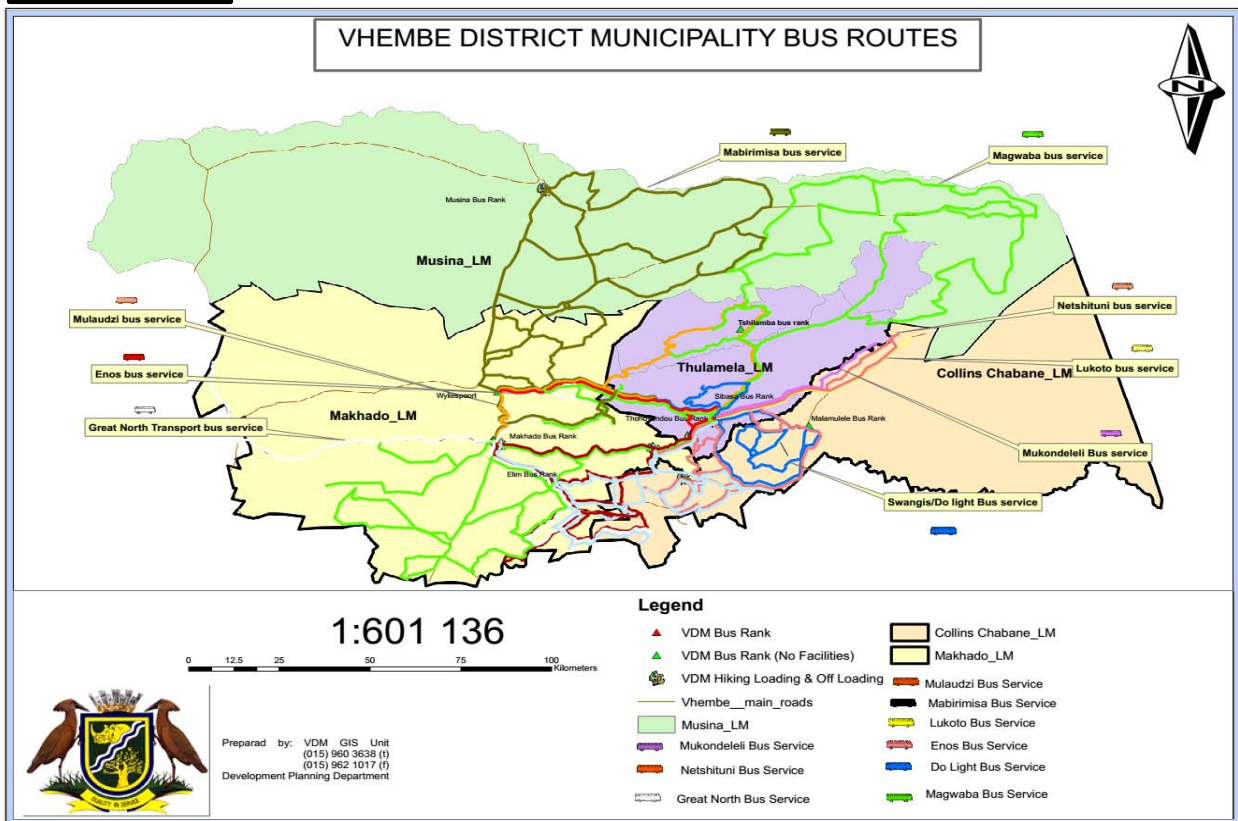 VHEMBE DISTRICT MUNICIPALITY BUS ROUTES
N
Mabirimisa bus service
Magwaba bus service
Musina Bus Rank
Musina_LM
Netshituni bus service
Mulaudzi bus service
Tshilamba bus rank
Lukoto bus service
Enos bus service
Thulamela_LM
Collins Chabane_LM
Wyliespoort
Sibasa Bus Rank
Makhado_LM
Thohoyandou Bus Rank
Malamulele Bus Rank
Great North Transport bus service
Makhado Bus Rank
Mukondeleli Bus service
Elim Bus Rank
Swangis/Do light Bus service
1:601 136
0 12.5 25 50 75 100
Kilometers
Legend
VDM Bus Rank
VDM Bus Rank (No Facilities)
VDM Hiking Loading & Off Loading
Vhembe__main_roads
Musina_LM
Mukondeleli Bus Service
Netshituni Bus Service
Great North Bus Service
Collins Chabane_LM
Makhado_LM
Mulaudzi Bus Service
Mabirimisa Bus Service
Lukoto Bus Service
Enos Bus Service
Do Light Bus Service
Magwaba Bus Service
Preparad by: VDM GIS Unit
(015) 960 3638 (t)
(015) 962 1017 (f)
Development Planning Department
QUALITY IN SERVICE